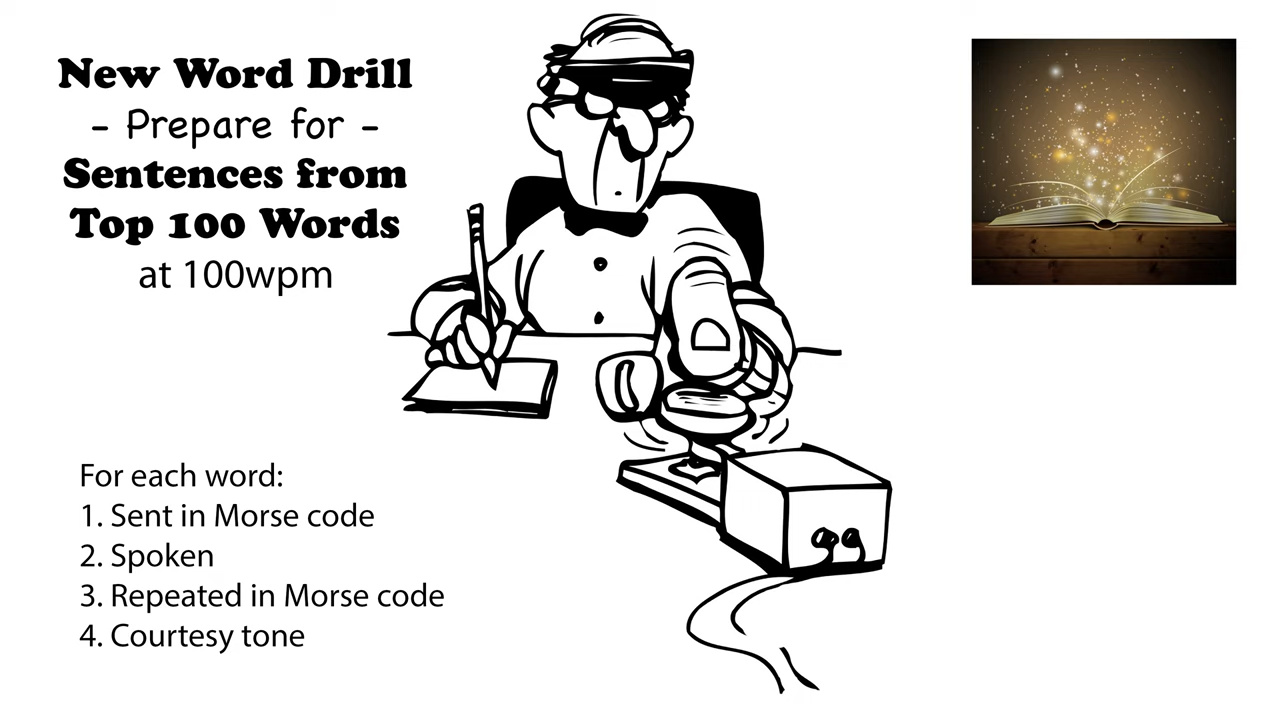 New Word Drill
- Prepare for -
Sentences from
Top 100 Words
at 100wpm
For each word:
1. Sent in Morse code
2. Spoken
3. Repeated in Morse code
4. Courtesy tone